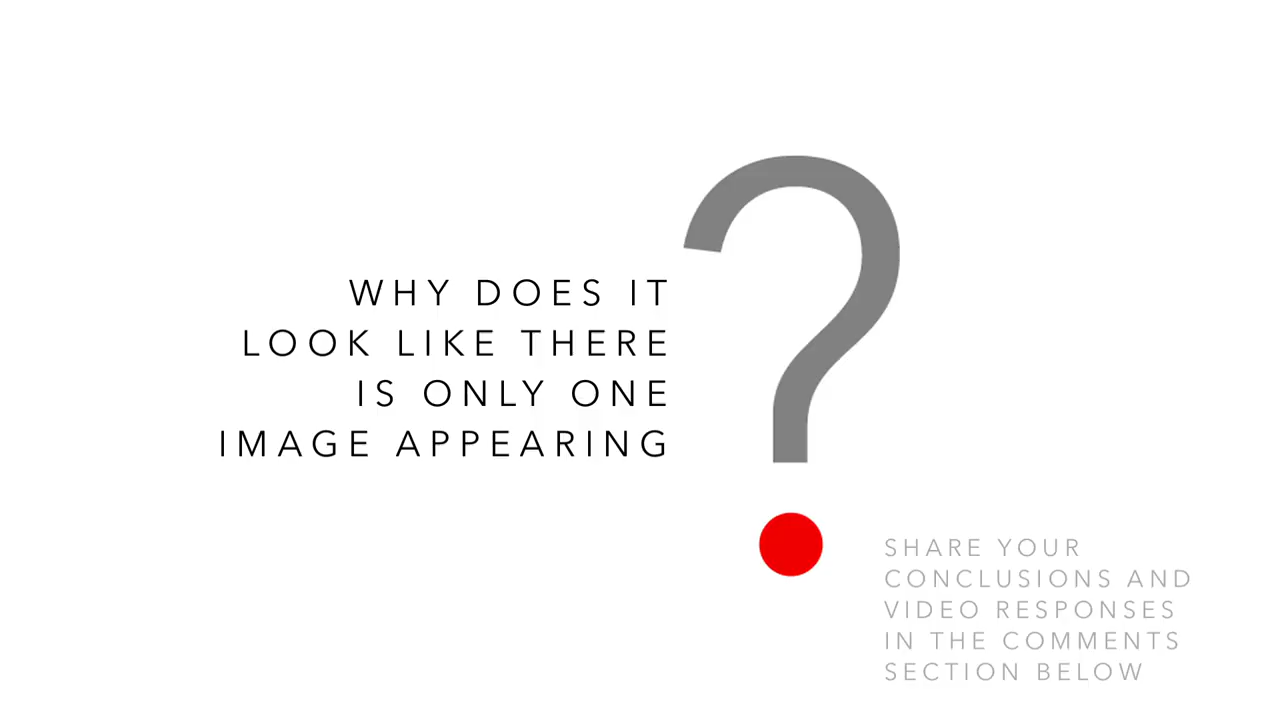 WHY DOES IT
LOOK LIKE THERE
IS ONLY ONE
IMAGE APPEARING
?
SHARE YOUR
CONCLUSIONS AND
VIDEO RESPONSES
IN THE COMMENTS
SECTION BELOW